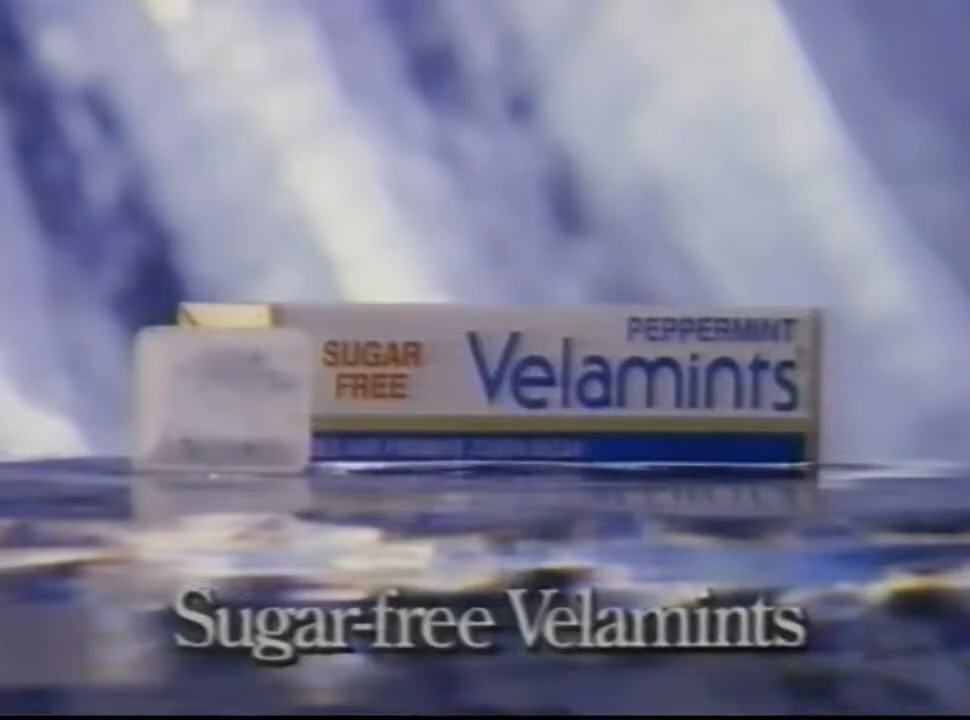 PEPPERMINT
SUGAR
FREE
Velamints
Sugar-free Velamints